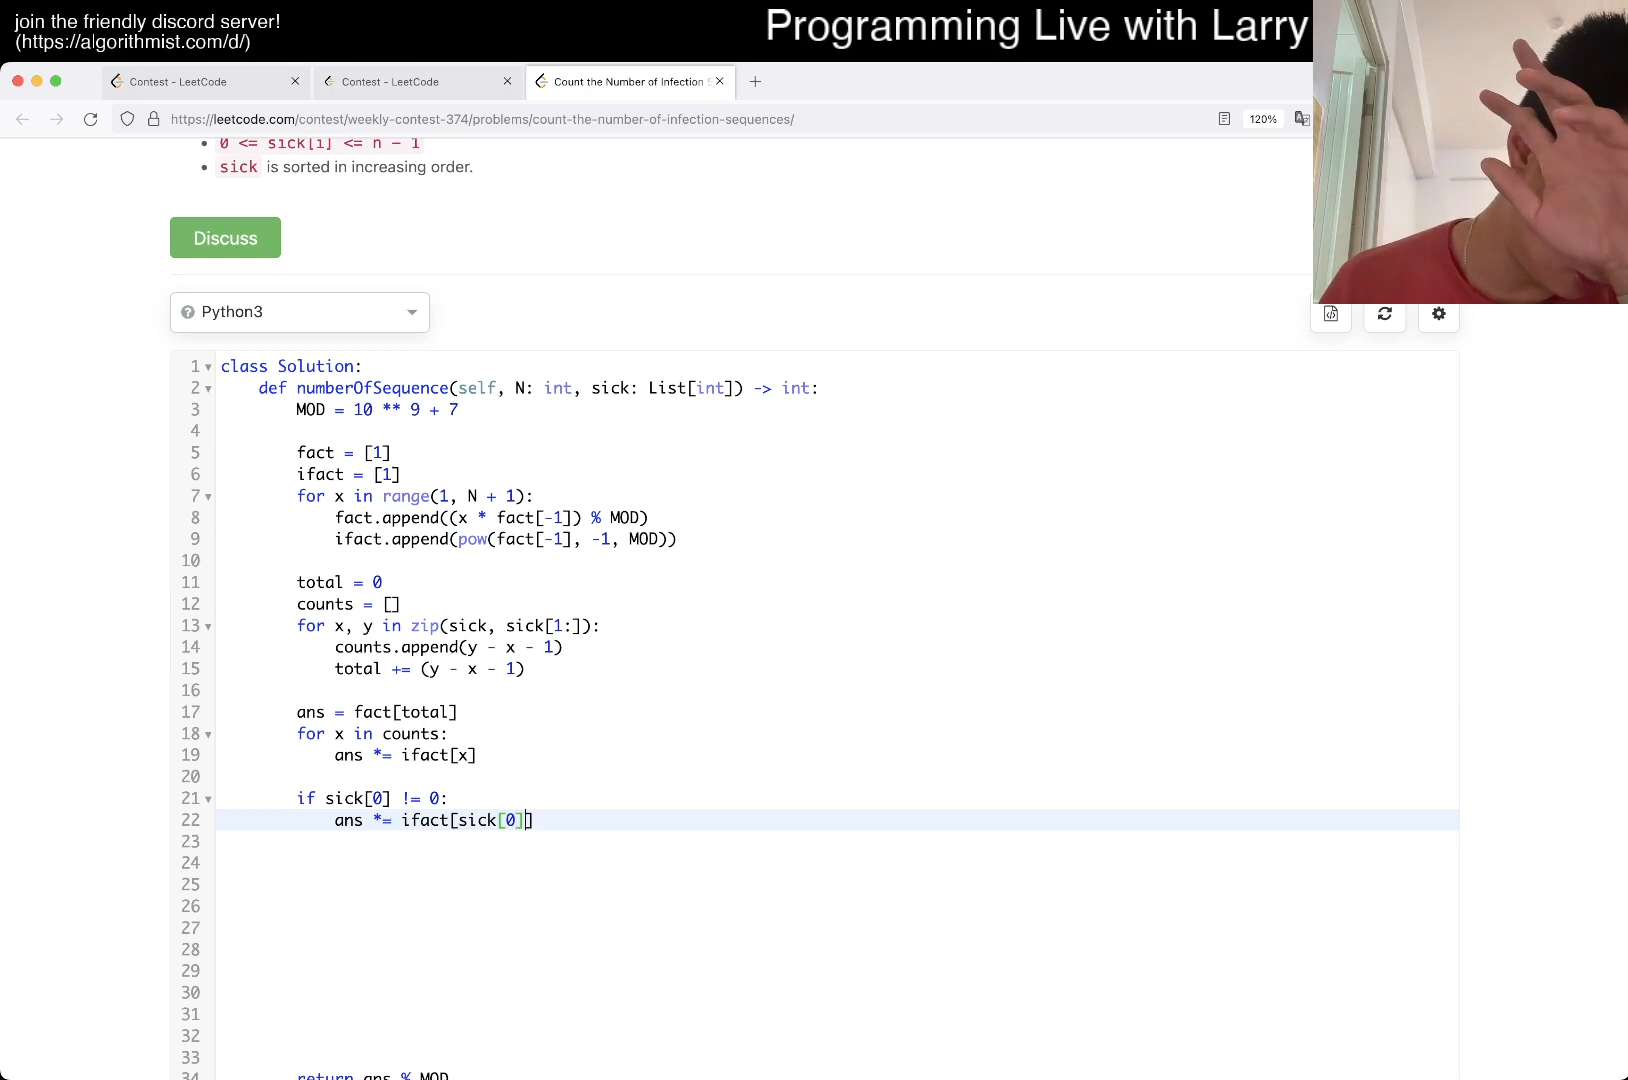 join the friendly discord server!
(https://algorithmist.com/d/)
Programming Live with Larry
Contest - LeetCode
Contest - LeetCode
Count the Number of Infection S
https://leetcode.com/contest/weekly-contest-374/problems/count-the-number-of-infection-sequences/
120%
0 <= sick[i] <= n - 1
sick is sorted in increasing order.
Discuss
Python3
1 class Solution:
2 def numberOfSequence(self, N: int, sick: List[int]) -> int:
3 MOD = 10 ** 9 + 7
4
5 fact = [1]
6 ifact = [1]
7 for x in range(1, N + 1):
8 fact.append((x * fact[-1]) % MOD)
9 ifact.append(pow(fact[-1], -1, MOD))
10
11 total = 0
12 counts = []
13 for x, y in zip(sick, sick[1:]):
14 counts.append(y - x - 1)
15 total += (y - x - 1)
16
17 ans = fact[total]
18 for x in counts:
19 ans *= ifact[x]
20
21 if sick[0] != 0:
22 ans *= ifact[sick[0]]
23
24
25
26
27
28
29
30
31
32
33
34 return ans % MOD